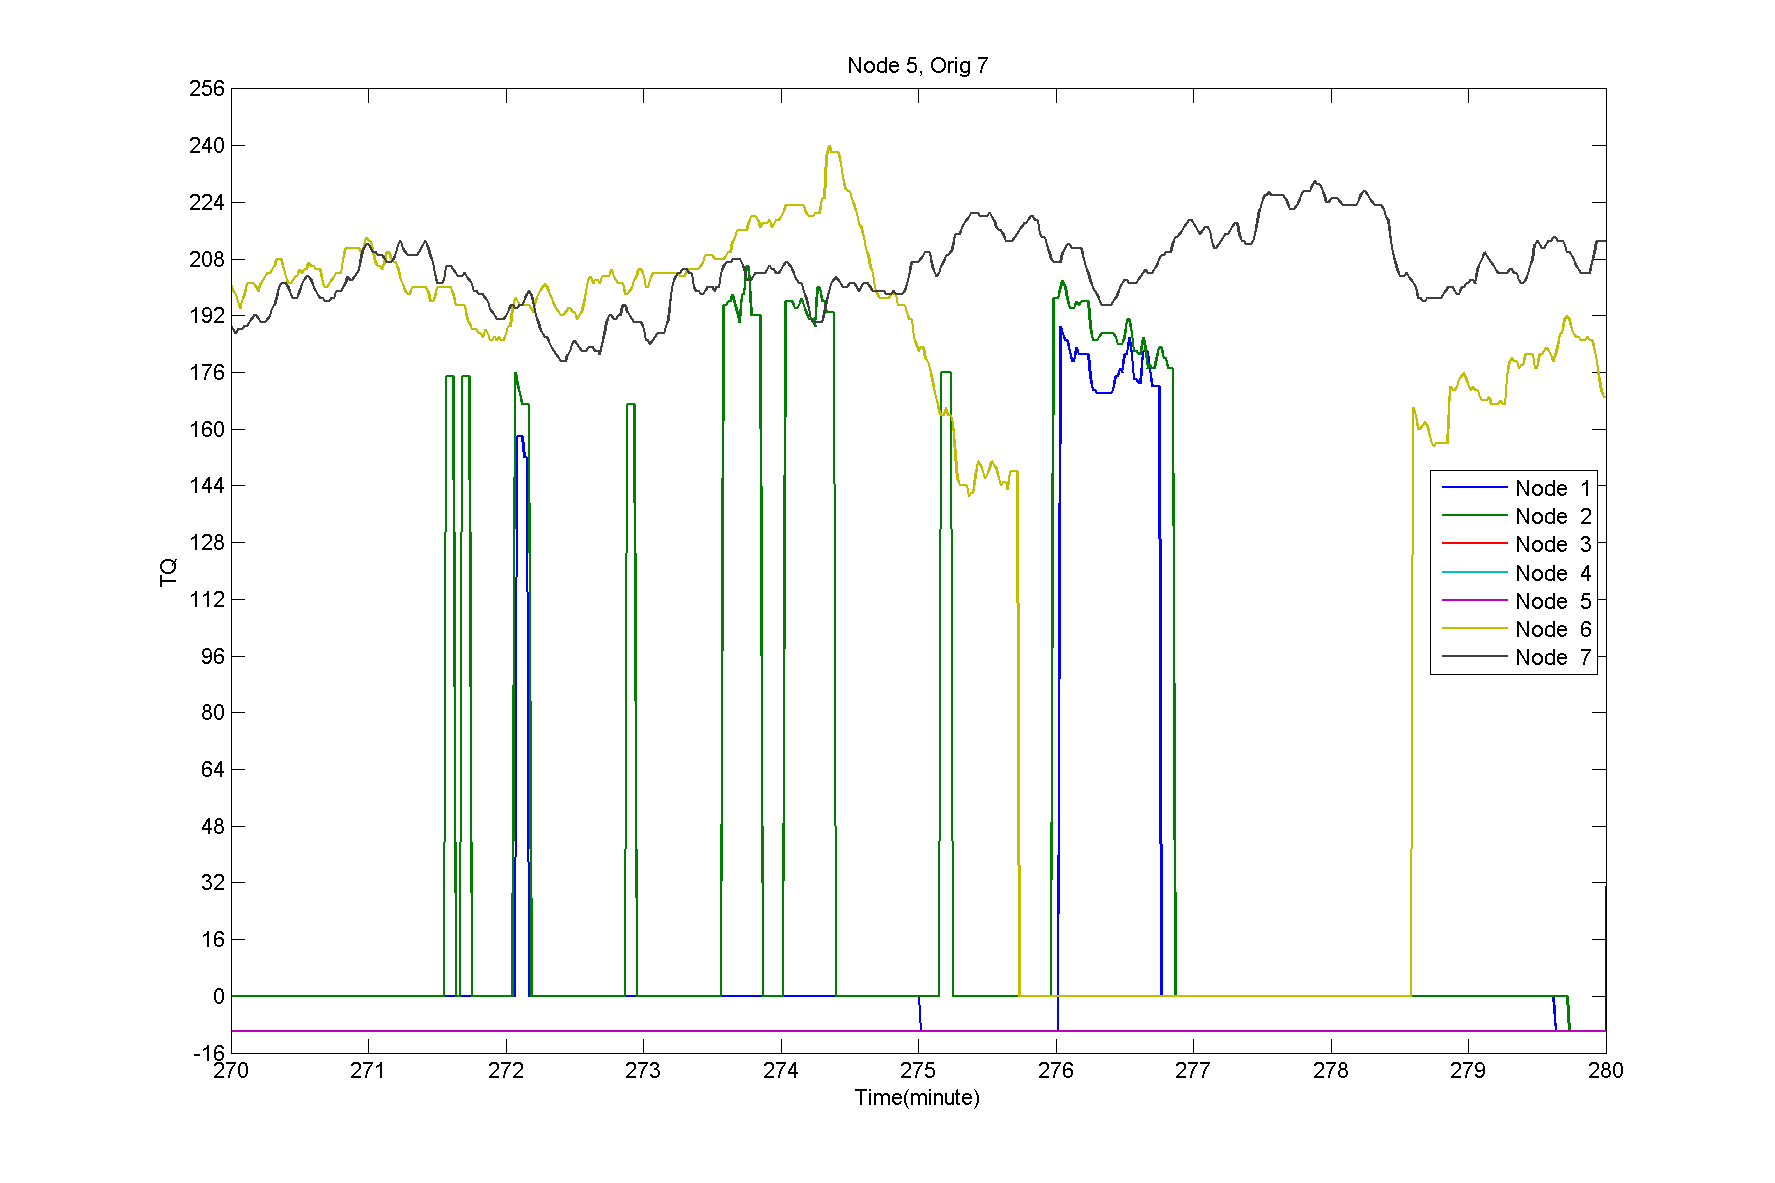 Node 5, Orig 7
256
240
224
208
192
176
160
144
128
112
96
80
64
48
32
16
0
-16
TQ
Node 1
Node 2
Node 3
Node 4
Node 5
Node 6
Node 7
270 271 272 273 274 275 276 277 278 279 280
Time(minute)